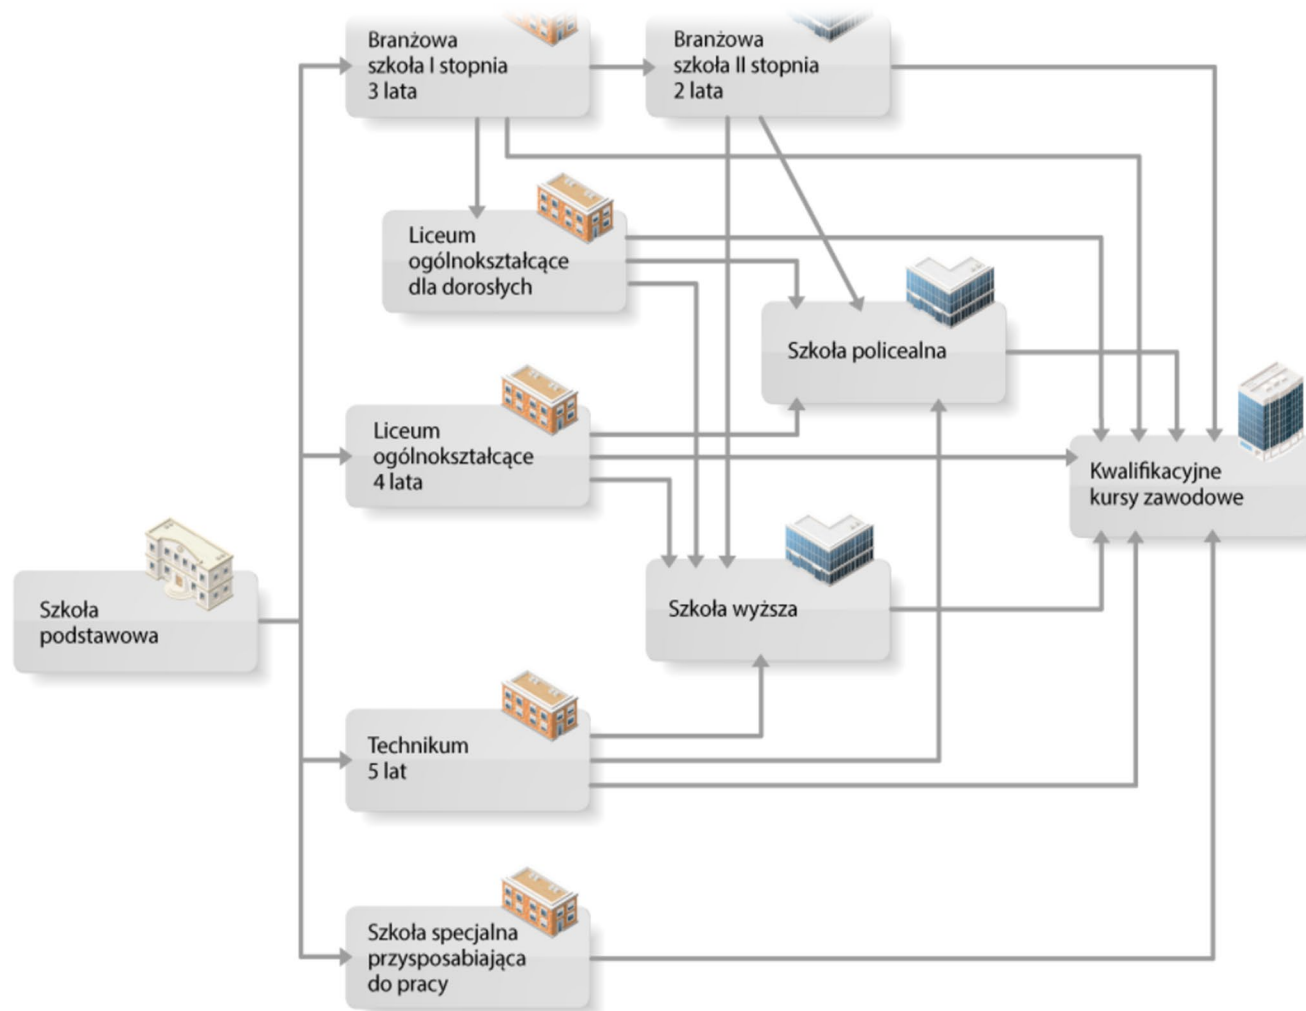 Branżowa
szkoła I stopnia
3 lata
Branżowa
szkoła II stopnia
2 lata
Liceum
ogólnokształcące
dla dorosłych
Szkoła policealna
Liceum
ogólnokształcące
4 lata
Kwalifikacyjne
kursy zawodowe
Szkoła
podstawowa
Szkoła wyższa
Technikum
5 lat
Szkoła specjalna
przysposabiająca
do pracy